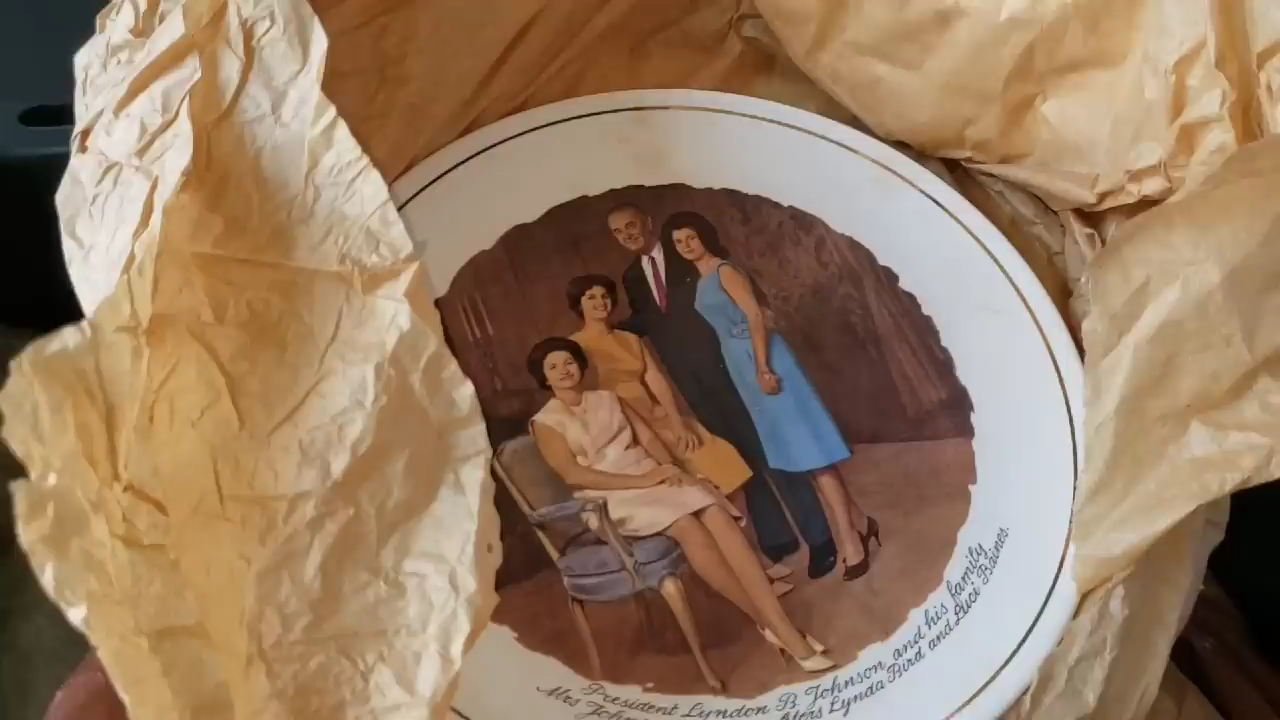 President Lyndon B. Johnson and his family
Mrs Lynda Bird and Luci Baines.